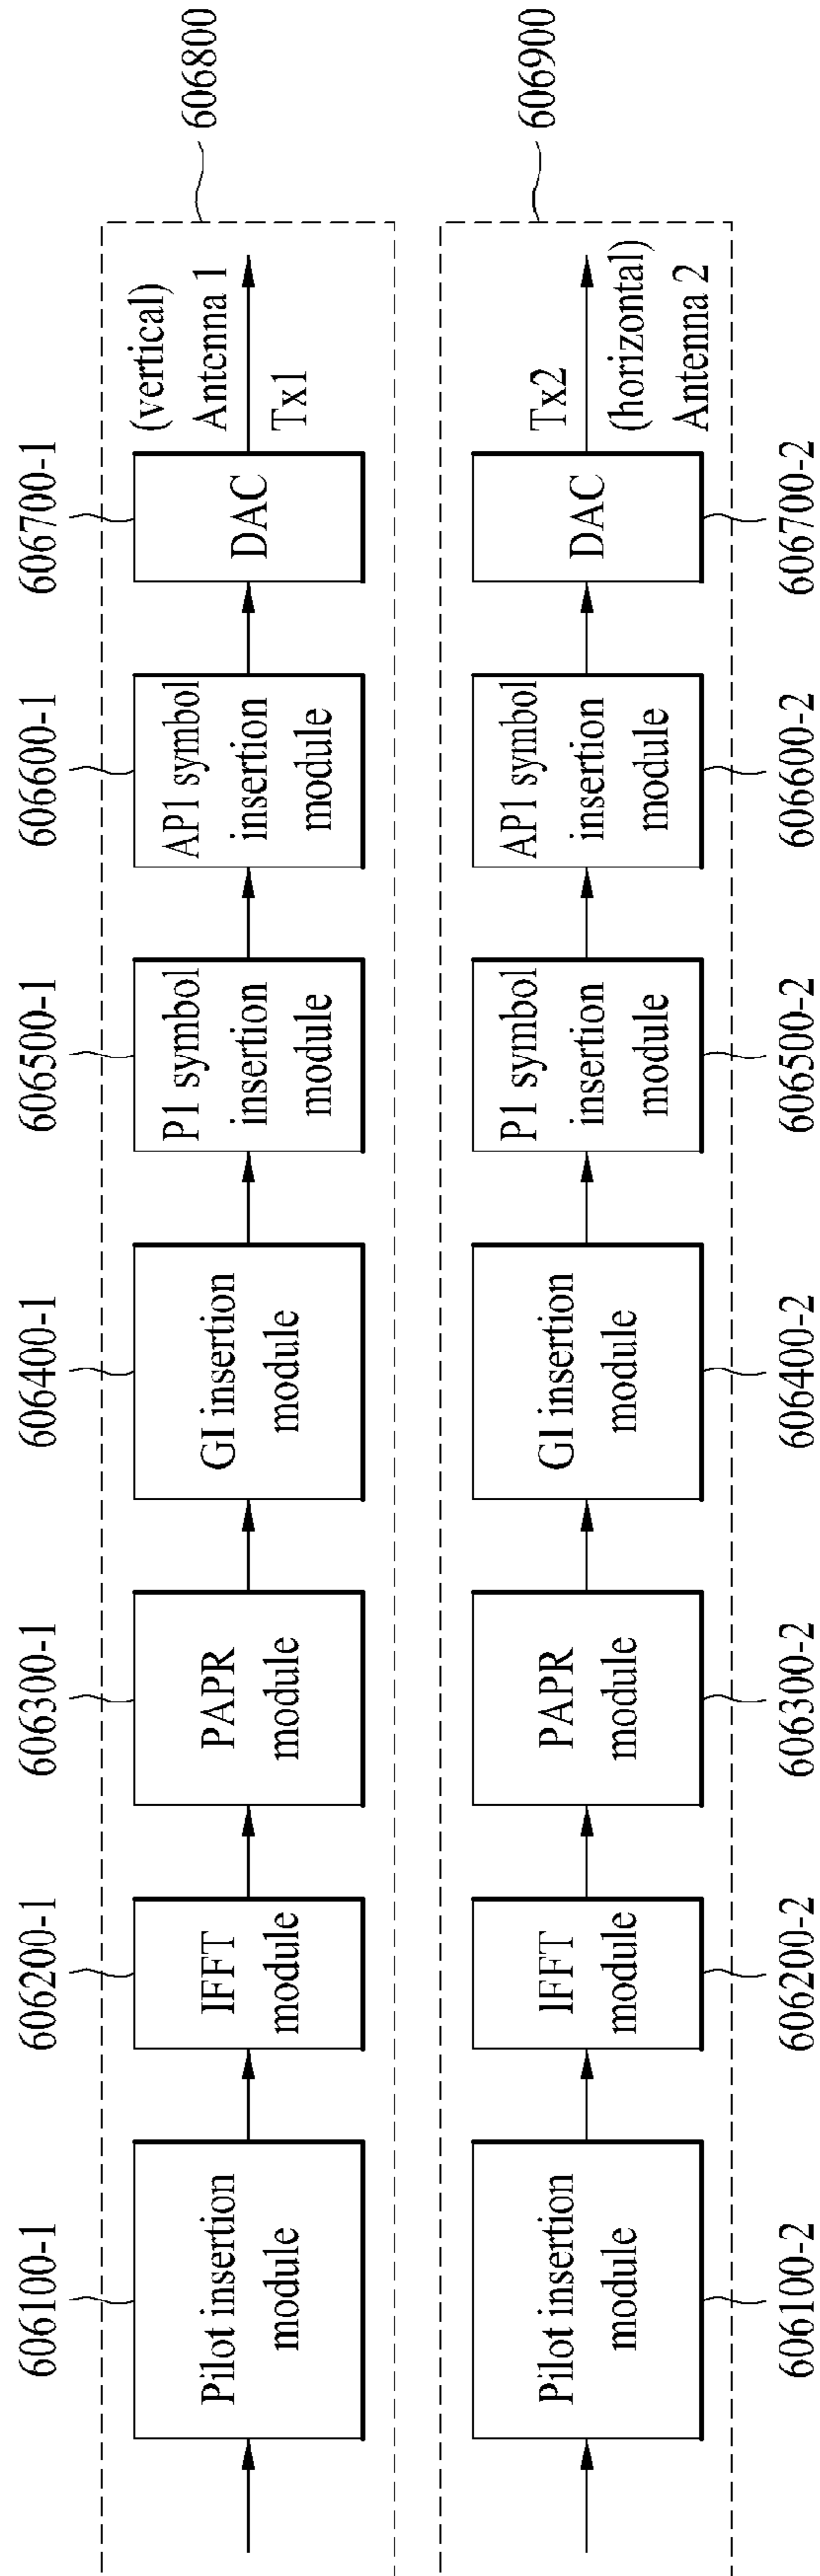 606100-1
606200-1
606300-1
606400-1
606500-1
606600-1
606700-1
606800
Pilot insertion
module
IFFT
module
PAPR
module
GI insertion
module
P1 symbol
insertion
module
AP1 symbol
insertion
module
DAC
(vertical)
Antenna 1
Tx1
606900
Pilot insertion
module
IFFT
module
PAPR
module
GI insertion
module
P1 symbol
insertion
module
AP1 symbol
insertion
module
DAC
Tx2
(horizontal)
Antenna 2
606100-2
606200-2
606300-2
606400-2
606500-2
606600-2
606700-2